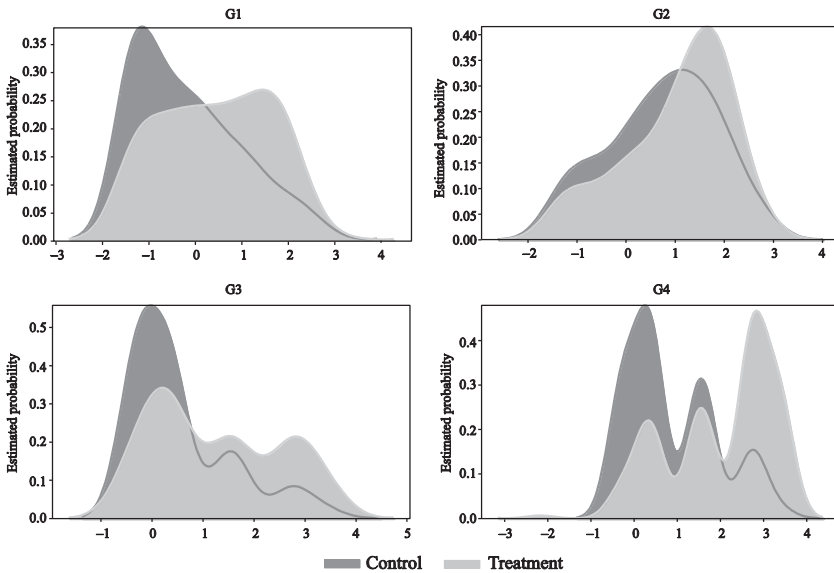 G1
G2
Estimated probability
0.35
0.30
0.25
0.20
0.15
0.10
0.05
0.00
−3 −2 −1 0 1 2 3 4
Estimated probability
0.40
0.35
0.30
0.25
0.20
0.15
0.10
0.05
0.00
−2 −1 0 1 2 3 4
G3
G4
Estimated probability
0.5
0.4
0.3
0.2
0.1
0.0
−1 0 1 2 3 4 5
Estimated probability
0.4
0.3
0.2
0.1
0.0
−3 −2 −1 0 1 2 3 4
Control Treatment